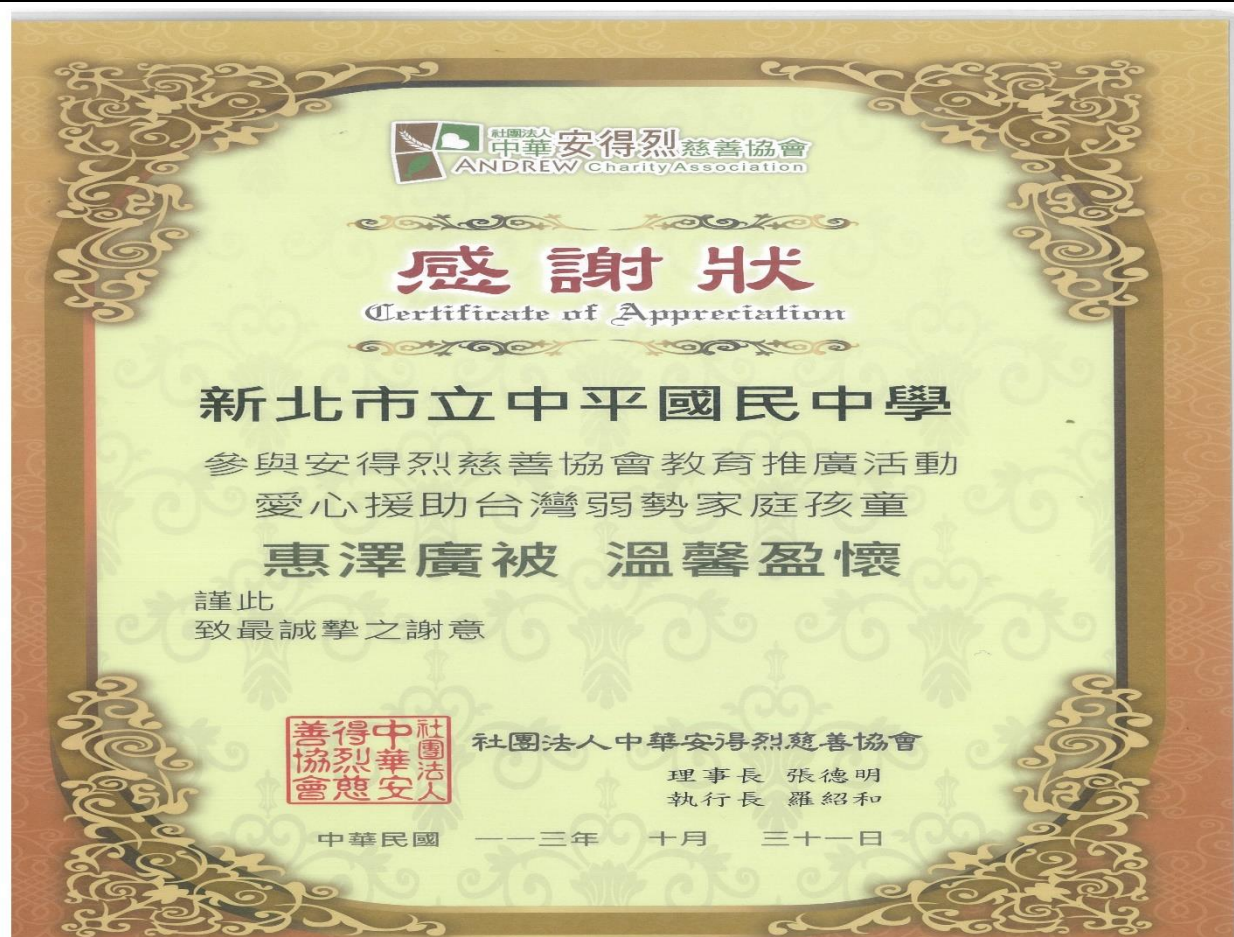 社團法人
中華安得烈慈善協會
ANDREW Charity Association
感謝狀
Certificate of Appreciation
新北市立中平國民中學
參與安得烈慈善協會教育推廣活動
愛心援助台灣弱勢家庭孩童
惠澤廣被 溫馨盈懷
謹此
致最誠摯之謝意
社團法人中華安得烈慈善協會
社團法人中華安得烈慈善協會
理事長 張德明
執行長 羅紹和
中華民國 一一三年 十月 三十一日